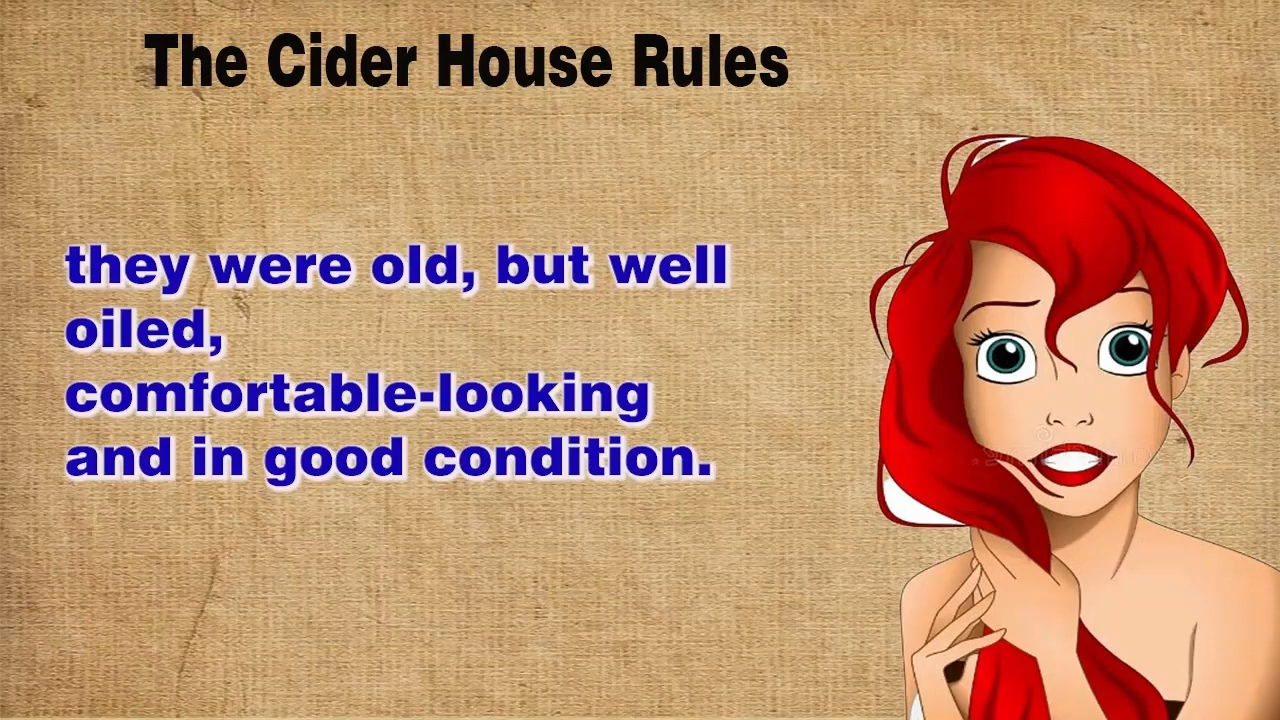 The Cider House Rules
they were old, but well
oiled,
comfortable-looking
and in good condition.